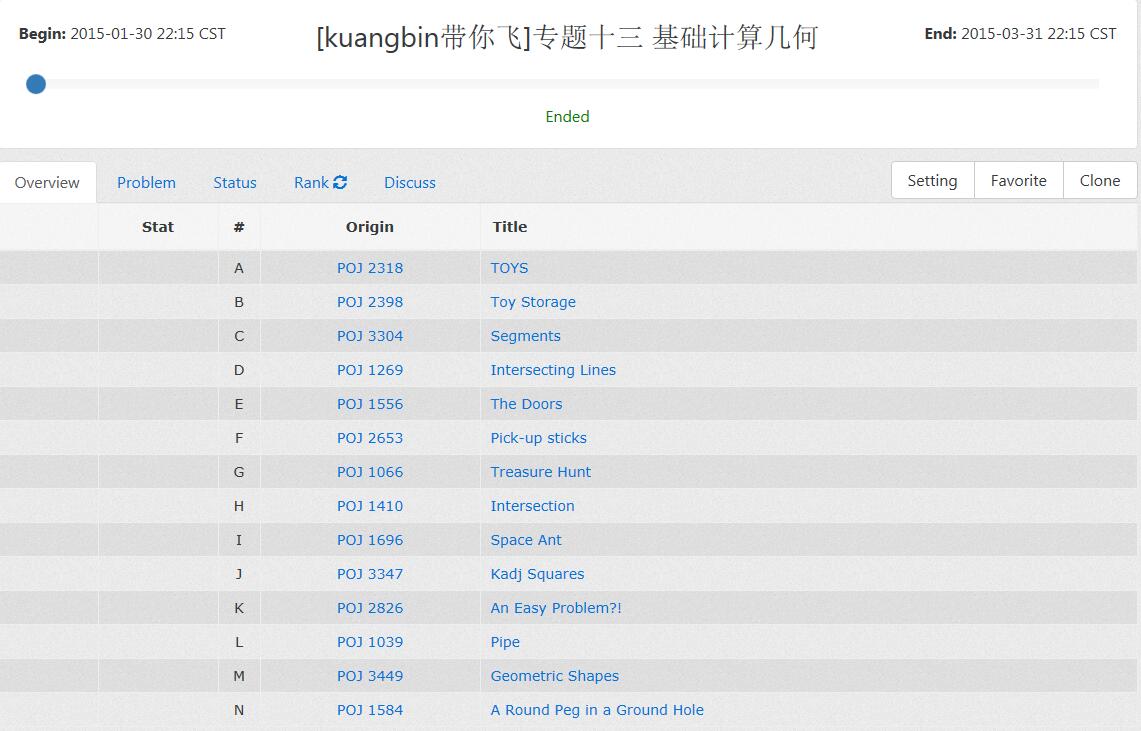 Begin: 2015-01-30 22:15 CST [kuangbin带你飞]专题十三 基础计算几何 End: 2015-03-31 22:15 CST
Ended
Overview Problem Status Rank Discuss Setting Favorite Clone
Stat # Origin Title
A POJ 2318 TOYS
B POJ 2398 Toy Storage
C POJ 3304 Segments
D POJ 1269 Intersecting Lines
E POJ 1556 The Doors
F POJ 2653 Pick-up sticks
G POJ 1066 Treasure Hunt
H POJ 1410 Intersection
I POJ 1696 Space Ant
J POJ 3347 Kadj Squares
K POJ 2826 An Easy Problem?!
L POJ 1039 Pipe
M POJ 3449 Geometric Shapes
N POJ 1584 A Round Peg in a Ground Hole